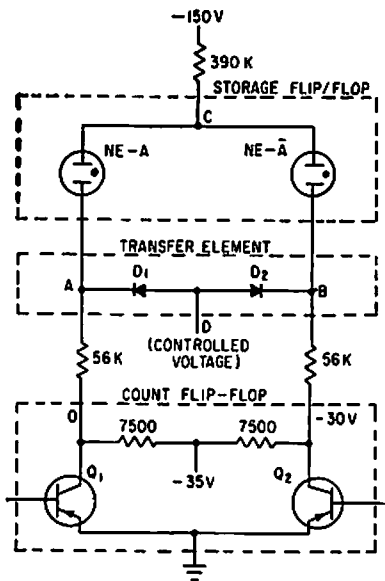 -150V
390 K
STORAGE FLIP/FLOP
C
NE-A NE-Ā
TRANSFER ELEMENT
D1 D2
A B
D
(CONTROLLED
VOLTAGE)
56K 56K
COUNT FLIP-FLOP
0 -30V
7500 7500
Q1 Q2
-35V